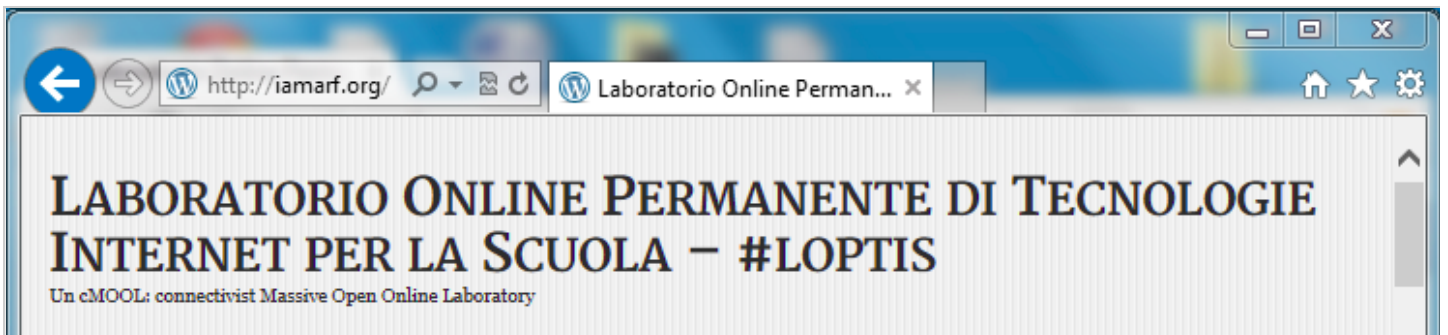 http://iamarf.org/
Laboratorio Online Perman...
LABORATORIO ONLINE PERMANENTE DI TECNOLOGIE
INTERNET PER LA SCUOLA – #LOPTIS
Un cMOOL: connectivist Massive Open Online Laboratory